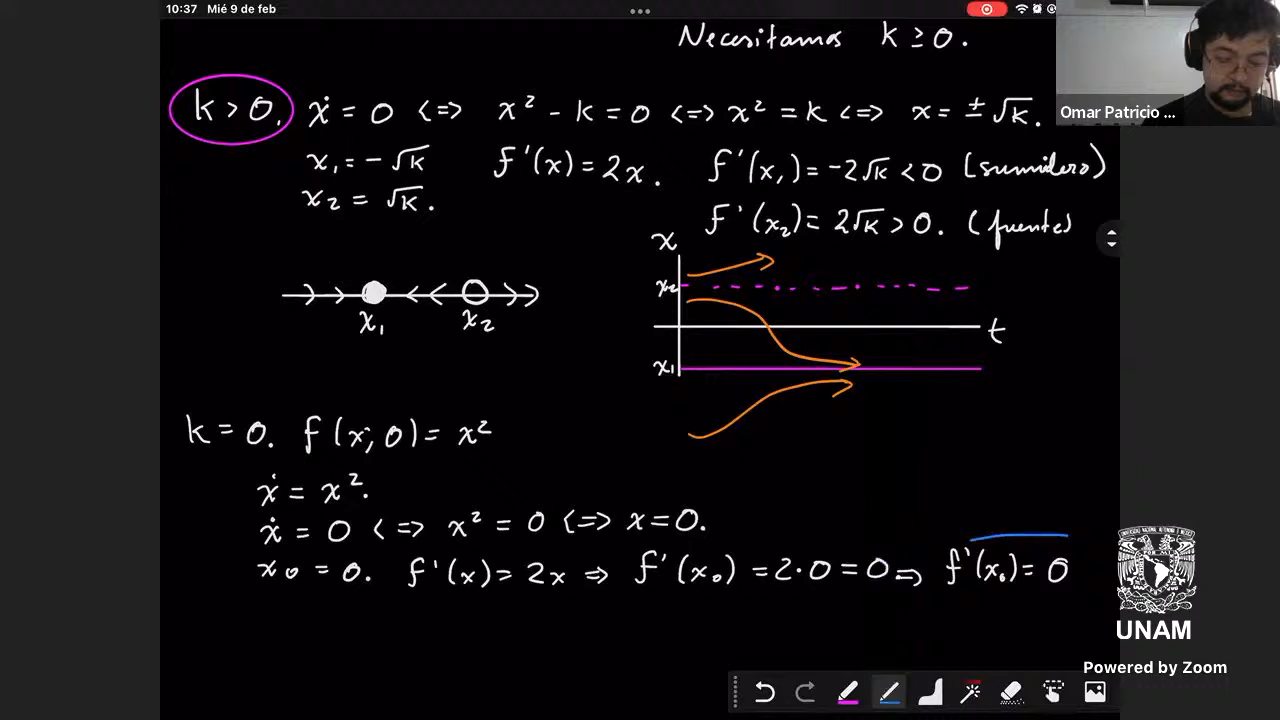 10:37 Mié 9 de feb
Necesitamos k ≥ 0.
k > 0. ẋ = 0 <=> x² - k = 0 <=> x² = k <=> x = ± √k.
x₁ = - √k f'(x) = 2x. f'(x₁) = -2√k < 0 (sumidero)
x₂ = √k. f'(x₂) = 2√k > 0. (fuente)
x
x₂
x₁ x₂
t
x₁
k = 0. f(x; 0) = x²
ẋ = x².
ẋ = 0 <=> x² = 0 <=> x = 0.
x₀ = 0. f'(x) = 2x => f'(x₀) = 2·0 = 0 => f'(x₀) = 0
Omar Patricio ...
UNAM
Powered by Zoom